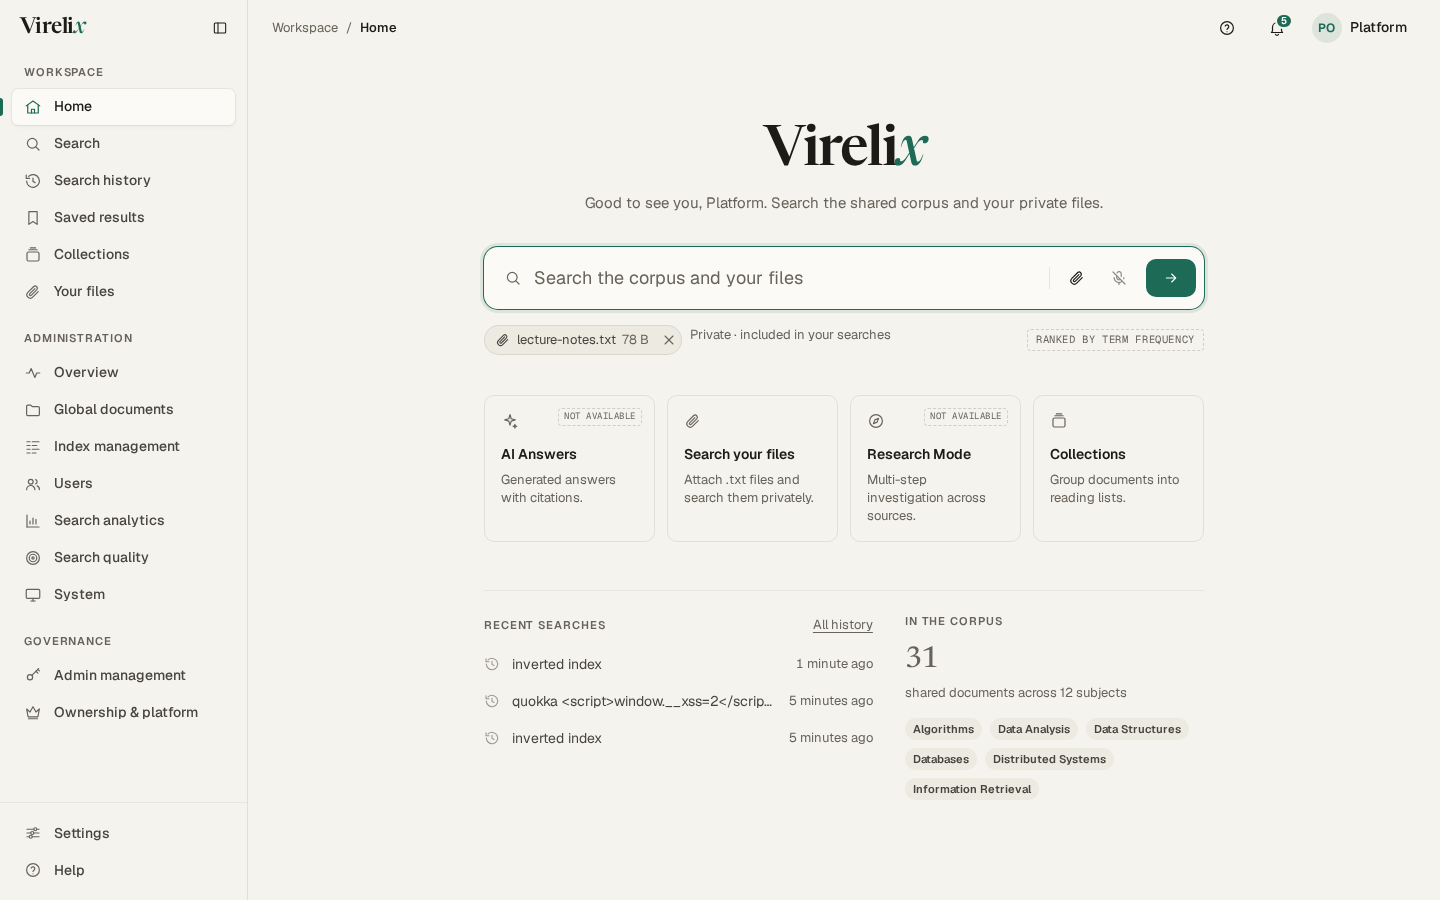 Virelix
WORKSPACE
Home
Search
Search history
Saved results
Collections
Your files
ADMINISTRATION
Overview
Global documents
Index management
Users
Search analytics
Search quality
System
GOVERNANCE
Admin management
Ownership & platform
Settings
Help
Workspace / Home
5
PO Platform
Virelix
Good to see you, Platform. Search the shared corpus and your private files.
Search the corpus and your files
lecture-notes.txt 78 B
Private · included in your searches
RANKED BY TERM FREQUENCY
NOT AVAILABLE
AI Answers
Generated answers
with citations.
Search your files
Attach .txt files and
search them privately.
NOT AVAILABLE
Research Mode
Multi-step
investigation across
sources.
Collections
Group documents into
reading lists.
RECENT SEARCHES All history
inverted index 1 minute ago
quokka <script>window.__xss=2</scrip... 5 minutes ago
inverted index 5 minutes ago
IN THE CORPUS
31
shared documents across 12 subjects
Algorithms Data Analysis Data Structures
Databases Distributed Systems
Information Retrieval